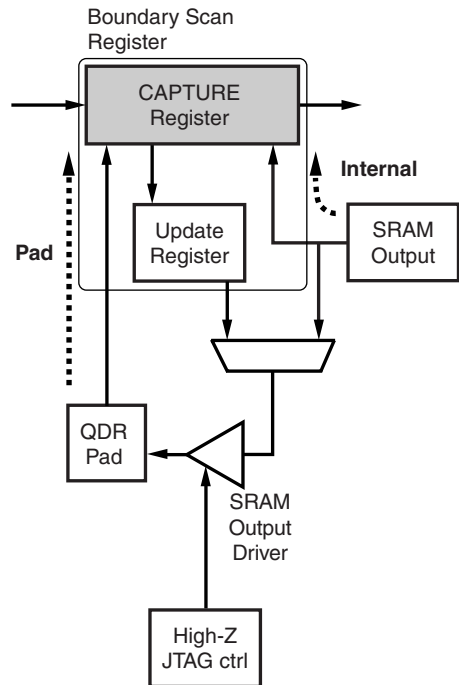 Boundary Scan
Register
CAPTURE
Register
Internal
Pad
Update
Register
SRAM
Output
QDR
Pad
SRAM
Output
Driver
High-Z
JTAG ctrl